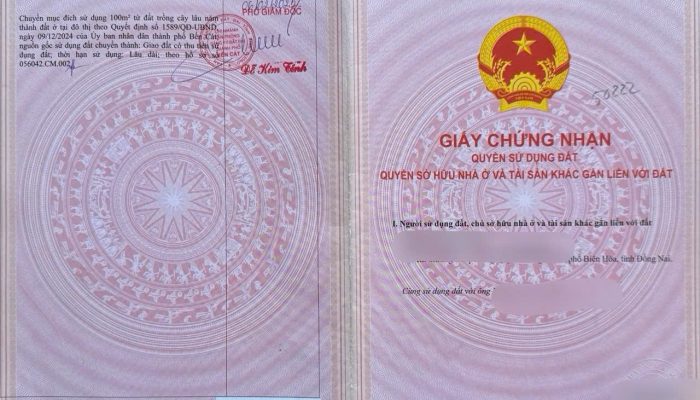 Chuyển mục đích sử dụng 100m² từ đất trồng cây lâu năm
thành đất ở tại đô thị theo Quyết định số 1589/QĐ-UBND
ngày 09/12/2024 của Ủy ban nhân dân thành phố Bến Cát;
nguồn gốc sử dụng đất chuyển thành: Giao đất có thu tiền sử
dụng đất; thời hạn sử dụng: Lâu dài; theo hồ sơ số
056042.CM.002
PHÓ GIÁM ĐỐC
BẾN CÁT
Đỗ Kim Tính
50222
GIẤY CHỨNG NHẬN
QUYỀN SỬ DỤNG ĐẤT
QUYỀN SỞ HỮU NHÀ Ở VÀ TÀI SẢN KHÁC GẮN LIỀN VỚI ĐẤT
I. Người sử dụng đất, chủ sở hữu nhà ở và tài sản khác gắn liền với đất
phố Biên Hòa, tỉnh Đồng Nai.
Cùng sử dụng đất với ông